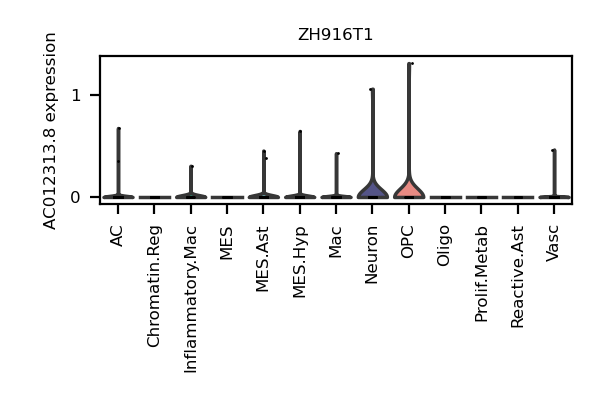 ZH916T1
AC012313.8 expression
1
0
AC
Chromatin.Reg
Inflammatory.Mac
MES
MES.Ast
MES.Hyp
Mac
Neuron
OPC
Oligo
Prolif.Metab
Reactive.Ast
Vasc